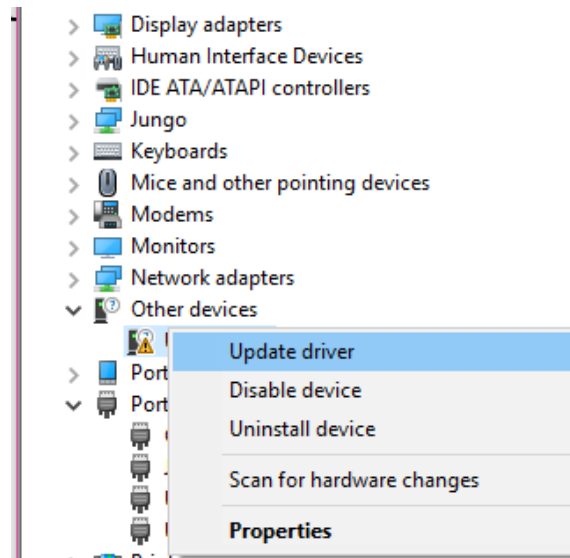 Display adapters
Human Interface Devices
IDE ATA/ATAPI controllers
Jungo
Keyboards
Mice and other pointing devices
Modems
Monitors
Network adapters
Other devices
Update driver
Port
Disable device
Port
Uninstall device
Scan for hardware changes
Properties